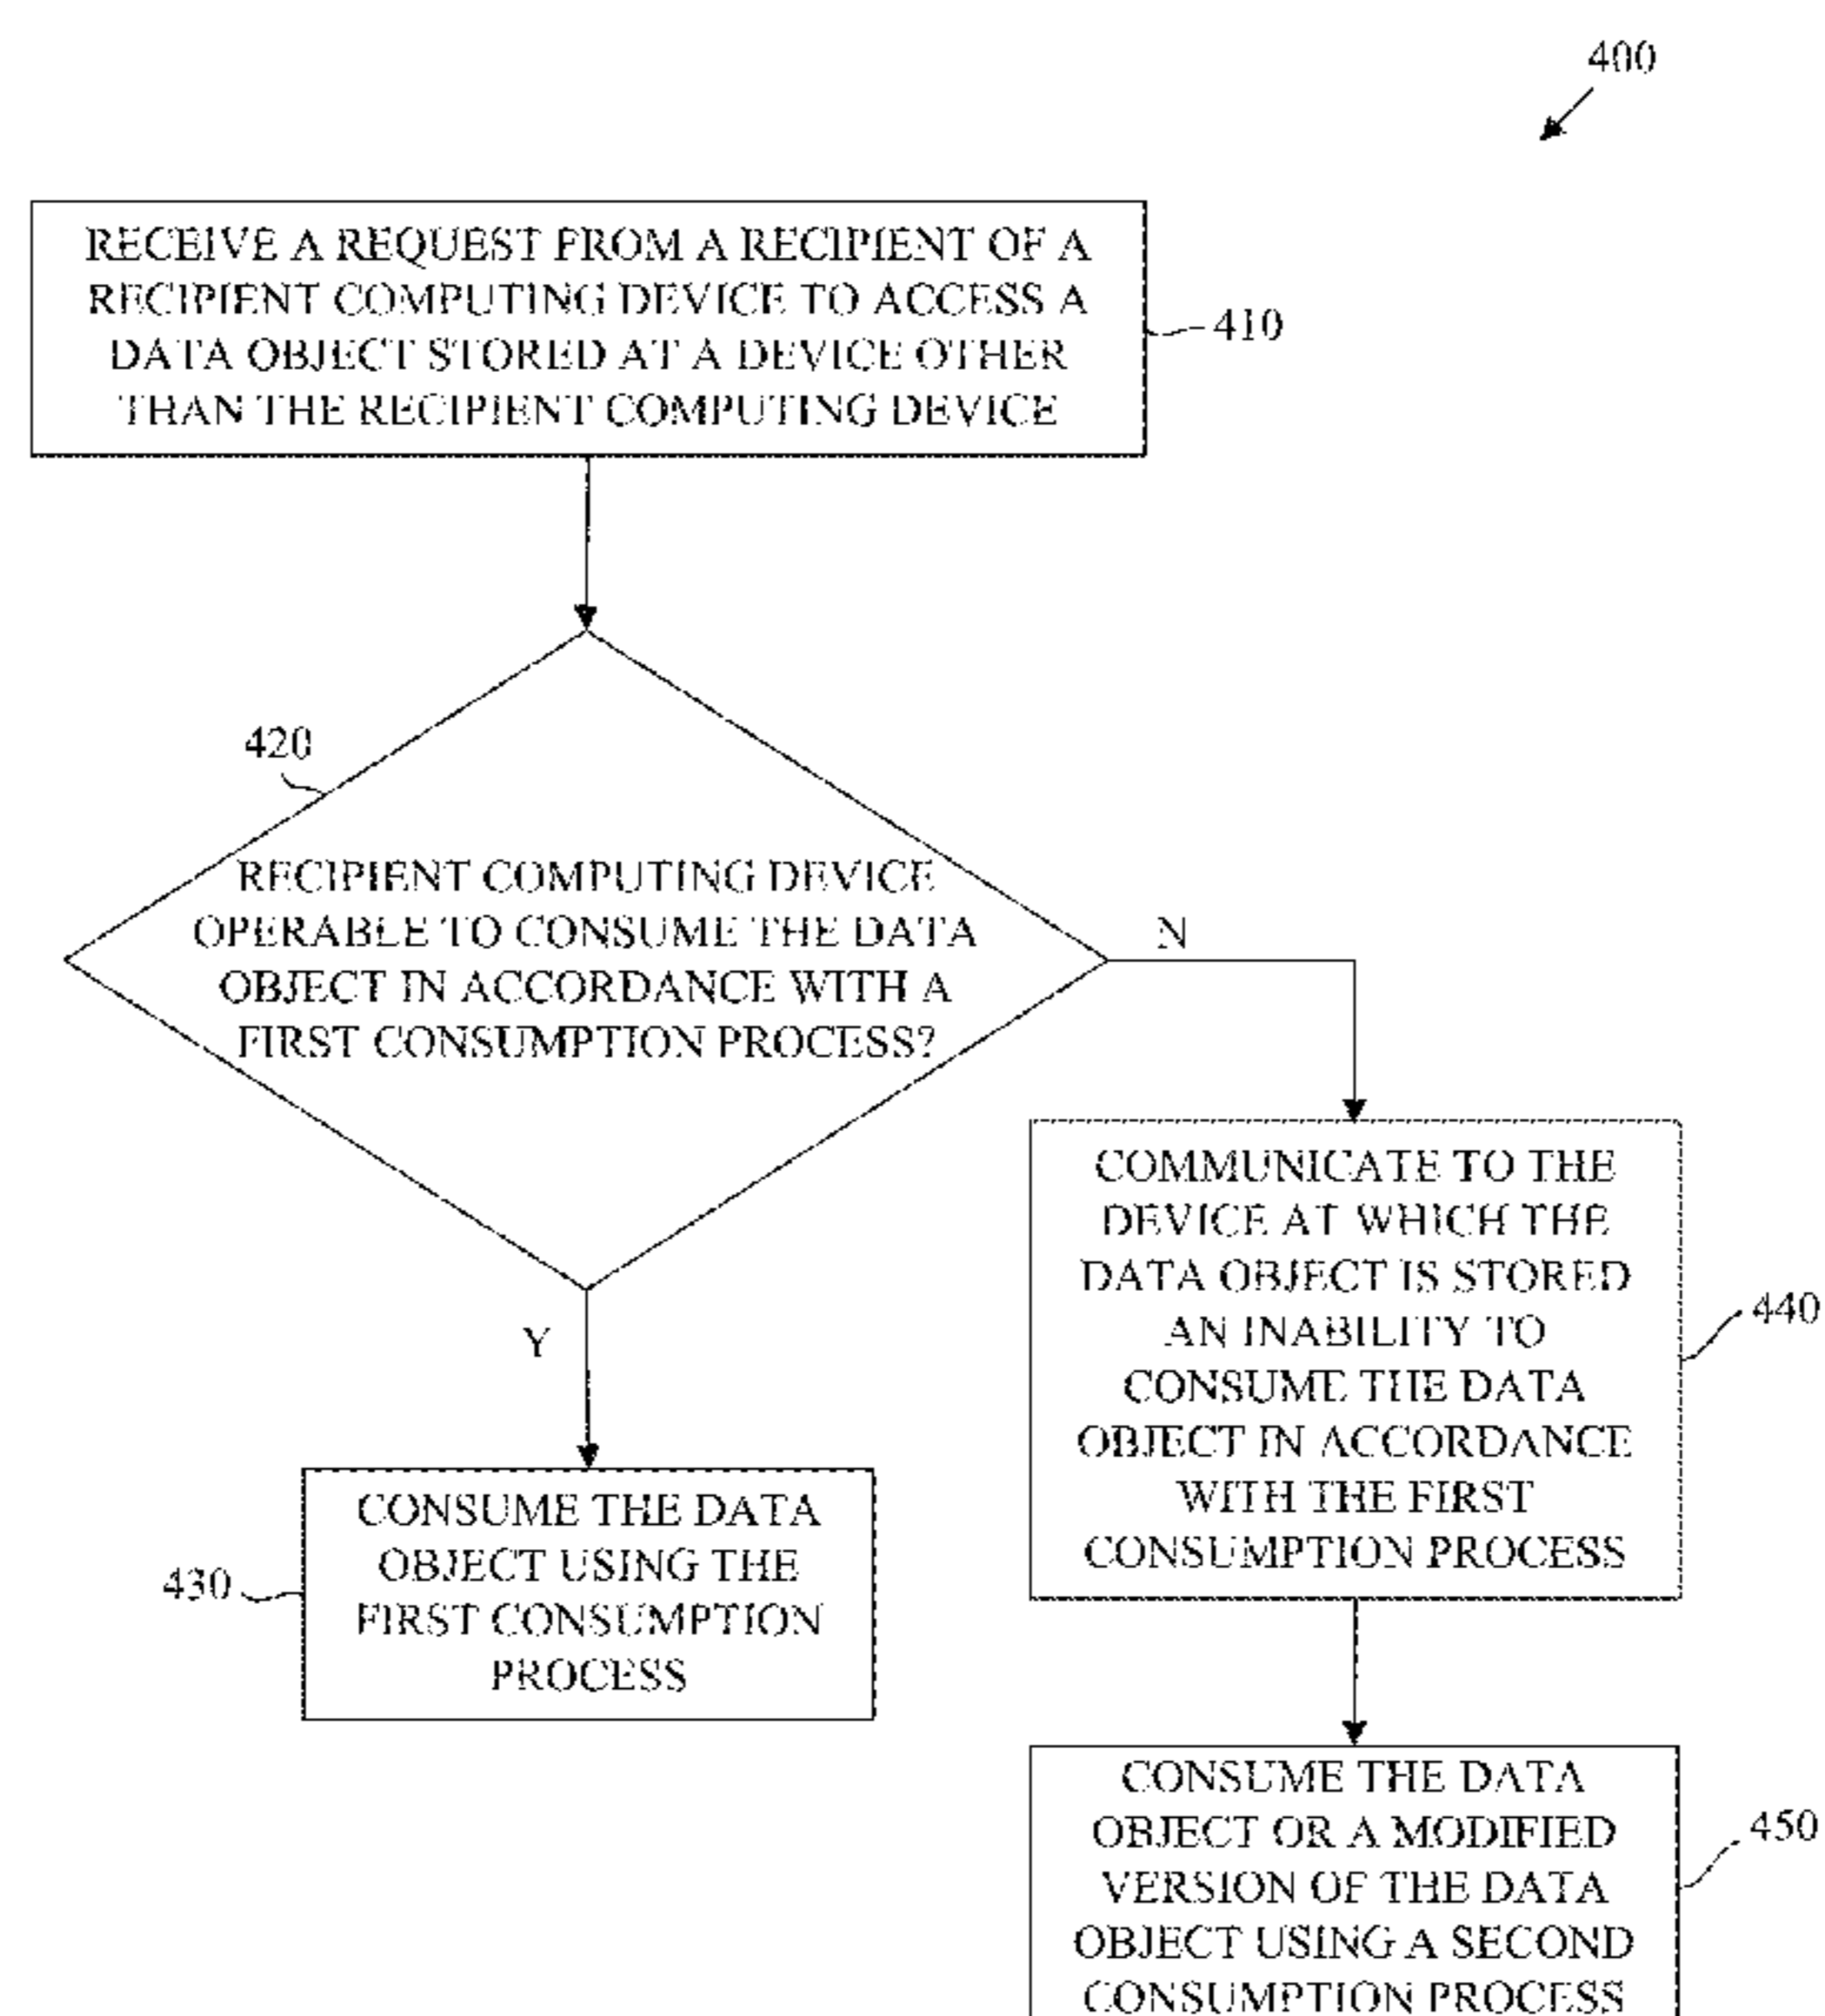 400
RECEIVE A REQUEST FROM A RECIPIENT OF A
RECIPIENT COMPUTING DEVICE TO ACCESS A
DATA OBJECT STORED AT A DEVICE OTHER
THAN THE RECIPIENT COMPUTING DEVICE
410
420
RECIPIENT COMPUTING DEVICE
OPERABLE TO CONSUME THE DATA
OBJECT IN ACCORDANCE WITH A
FIRST CONSUMPTION PROCESS?
N
Y
COMMUNICATE TO THE
DEVICE AT WHICH THE
DATA OBJECT IS STORED
AN INABILITY TO
CONSUME THE DATA
OBJECT IN ACCORDANCE
WITH THE FIRST
CONSUMPTION PROCESS
440
CONSUME THE DATA
OBJECT USING THE
FIRST CONSUMPTION
PROCESS
430
CONSUME THE DATA
OBJECT OR A MODIFIED
VERSION OF THE DATA
OBJECT USING A SECOND
CONSUMPTION PROCESS
450